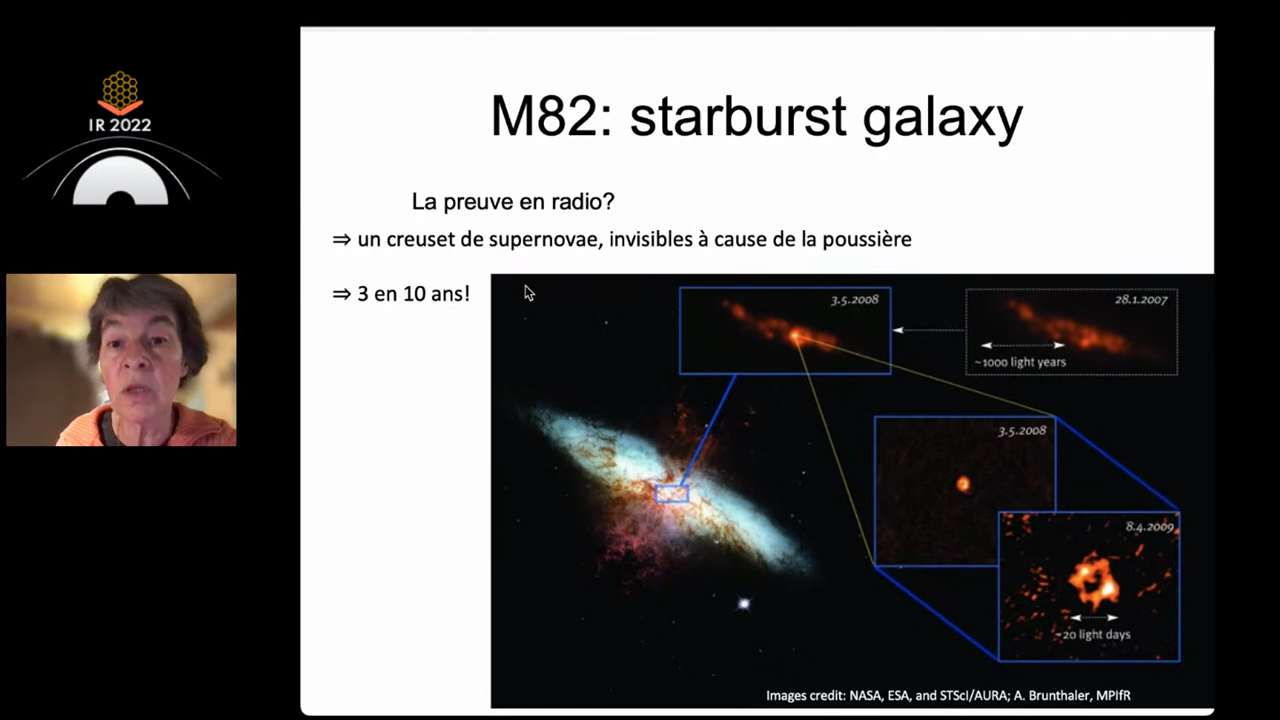 IR 2022
M82: starburst galaxy
La preuve en radio?
⇒ un creuset de supernovae, invisibles à cause de la poussière
⇒ 3 en 10 ans!
3.5.2008
28.1.2007
~1000 light years
3.5.2008
8.4.2009
~20 light days
Images credit: NASA, ESA, and STScI/AURA; A. Brunthaler, MPIfR